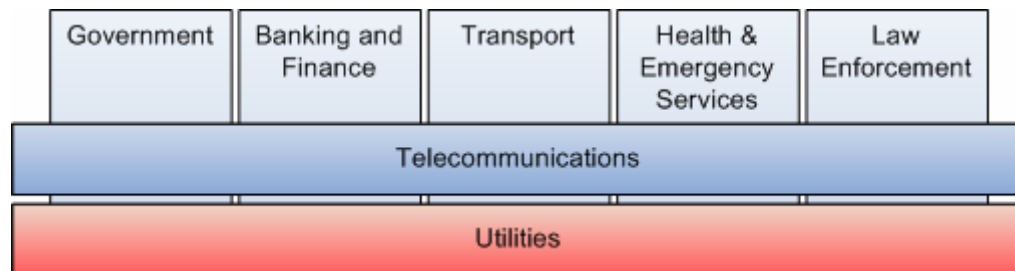 Government
Banking and
Finance
Transport
Health &
Emergency
Services
Law
Enforcement
Telecommunications
Utilities